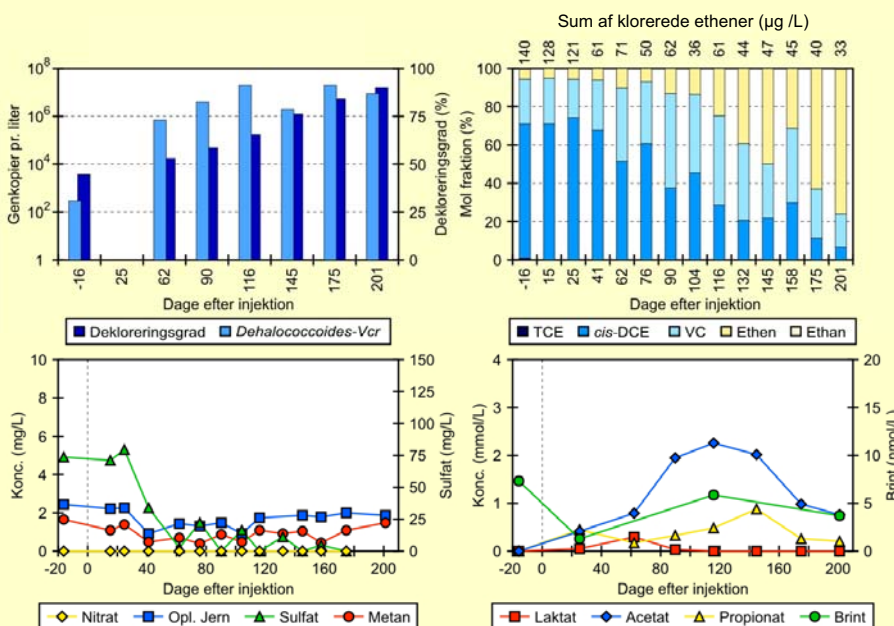 Sum af klorerede ethener (µg /L)
140 128 121 61 71 50 62 36 61 44 47 45 40 33
Genkopier pr. liter
10^8
10^6
10^4
10^2
1
100
75
50
25
0
Dekloreringsgrad (%)
-16 25 62 90 116 145 175 201
Dage efter injektion
Dekloreringsgrad Dehalococcoides-Vcr
Mol fraktion (%)
100
80
60
40
20
0
-16 15 25 41 62 76 90 104 116 132 145 158 175 201
Dage efter injektion
TCE cis-DCE VC Ethen Ethan
Konc. (mg/L)
10
8
6
4
2
0
150
125
100
75
50
25
0
Sulfat (mg/L)
-20 0 40 80 120 160 200
Dage efter injektion
Nitrat Opl. Jern Sulfat Metan
Konc. (mmol/L)
4
3
2
1
0
20
15
10
5
0
Brint (nmol/L)
-20 0 40 80 120 160 200
Dage efter injektion
Laktat Acetat Propionat Brint